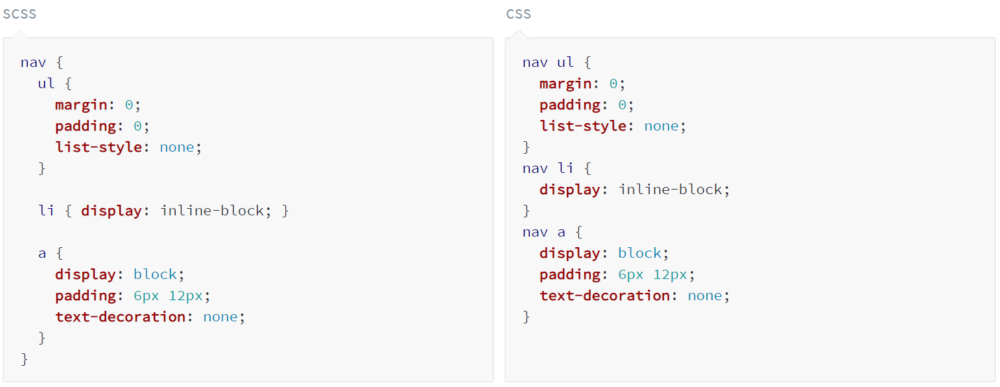 SCSS
nav {
  ul {
    margin: 0;
    padding: 0;
    list-style: none;
  }

  li { display: inline-block; }

  a {
    display: block;
    padding: 6px 12px;
    text-decoration: none;
  }
}
CSS
nav ul {
  margin: 0;
  padding: 0;
  list-style: none;
}
nav li {
  display: inline-block;
}
nav a {
  display: block;
  padding: 6px 12px;
  text-decoration: none;
}